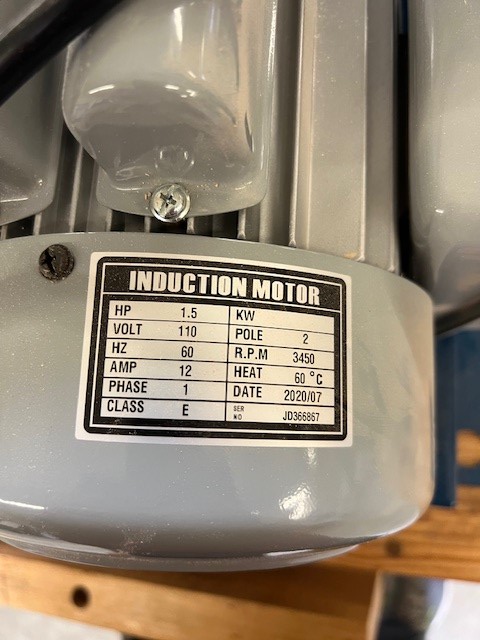 INDUCTION MOTOR
HP 1.5 KW
VOLT 110 POLE 2
HZ 60 R.P.M 3450
AMP 12 HEAT 60 °C
PHASE 1 DATE 2020/07
CLASS E SER NO JD366867